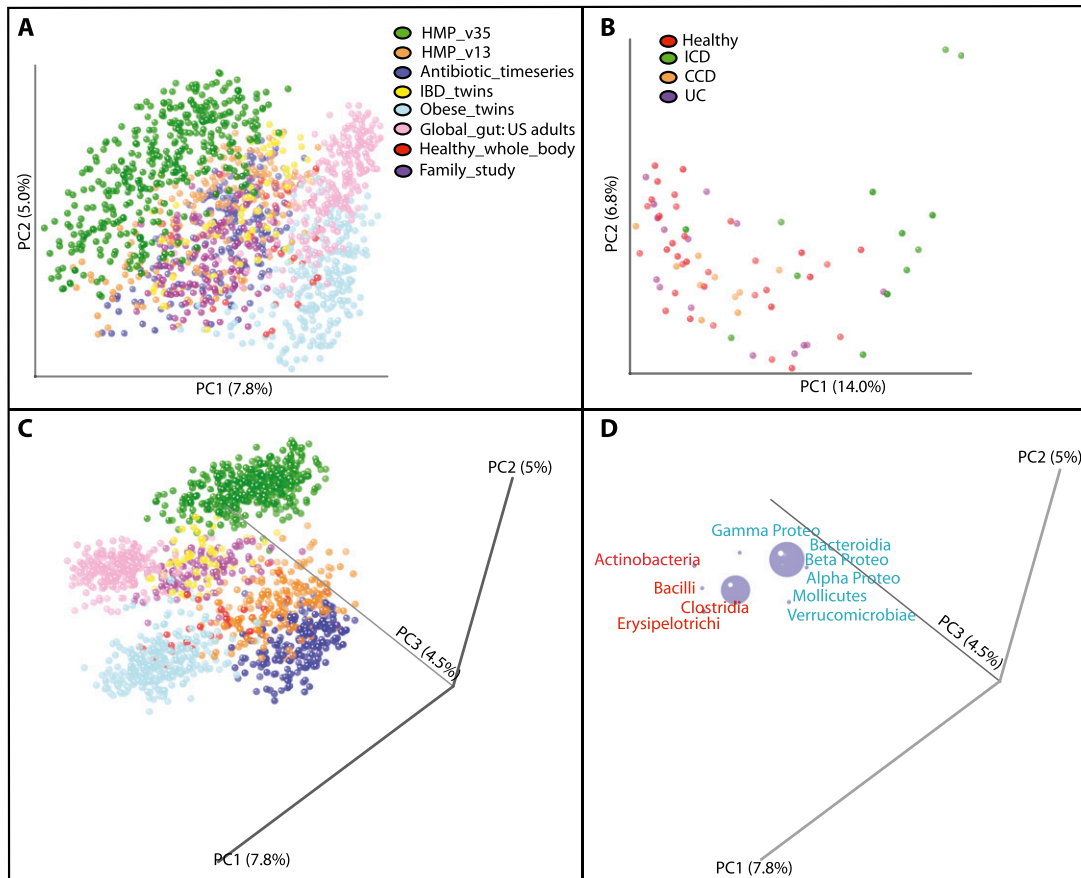 A
HMP_v35
HMP_v13
Antibiotic_timeseries
IBD_twins
Obese_twins
Global_gut: US adults
Healthy_whole_body
Family_study
PC2 (5.0%)
PC1 (7.8%)
B
Healthy
ICD
CCD
UC
PC2 (6.8%)
PC1 (14.0%)
C
PC2 (5%)
PC3 (4.5%)
PC1 (7.8%)
D
PC2 (5%)
Gamma Proteo
Bacteroidia
Actinobacteria
Beta Proteo
Alpha Proteo
Bacilli
Mollicutes
Clostridia
Verrucomicrobiae
Erysipelotrichi
PC3 (4.5%)
PC1 (7.8%)